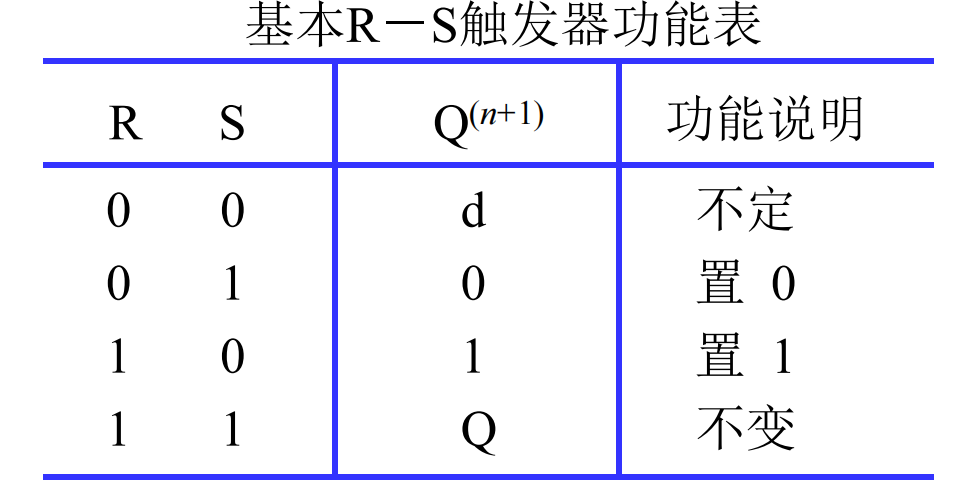 基本R－S触发器功能表
R S Q(n+1) 功能说明
0 0 d 不定
0 1 0 置 0
1 0 1 置 1
1 1 Q 不变